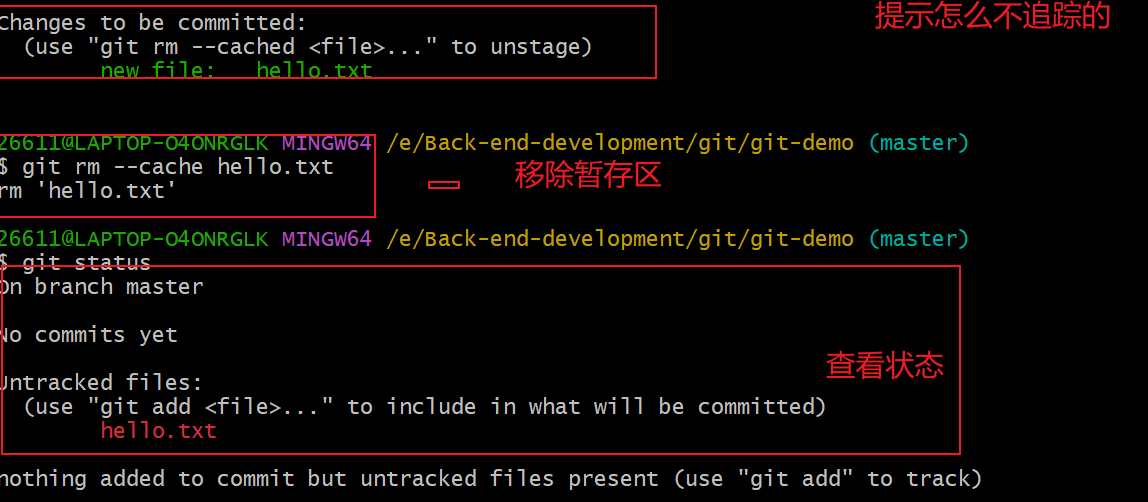 Changes to be committed:
提示怎么不追踪的
(use "git rm --cached <file>..." to unstage)
new file: hello.txt
26611@LAPTOP-O4ONRGLK MINGW64 /e/Back-end-development/git/git-demo (master)
$ git rm --cache hello.txt
移除暂存区
rm 'hello.txt'
26611@LAPTOP-O4ONRGLK MINGW64 /e/Back-end-development/git/git-demo (master)
$ git status
On branch master
No commits yet
查看状态
Untracked files:
(use "git add <file>..." to include in what will be committed)
hello.txt
nothing added to commit but untracked files present (use "git add" to track)